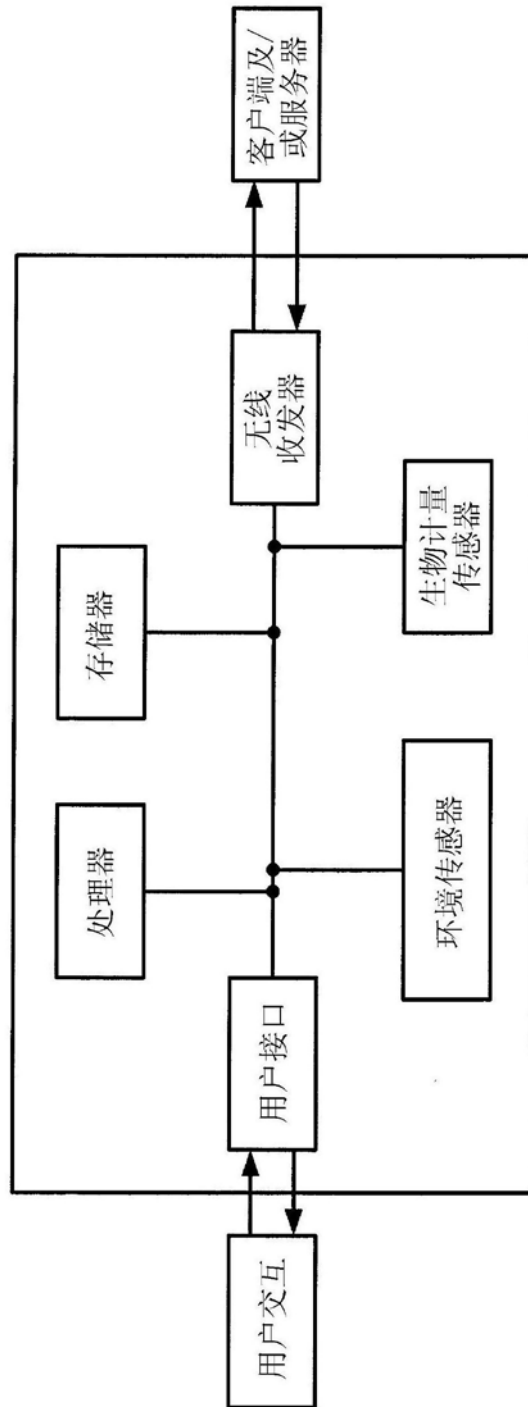 处理器
存储器
用户交互
用户接口
无线
收发器
客户端及/
或服务器
环境传感器
生物计量
传感器